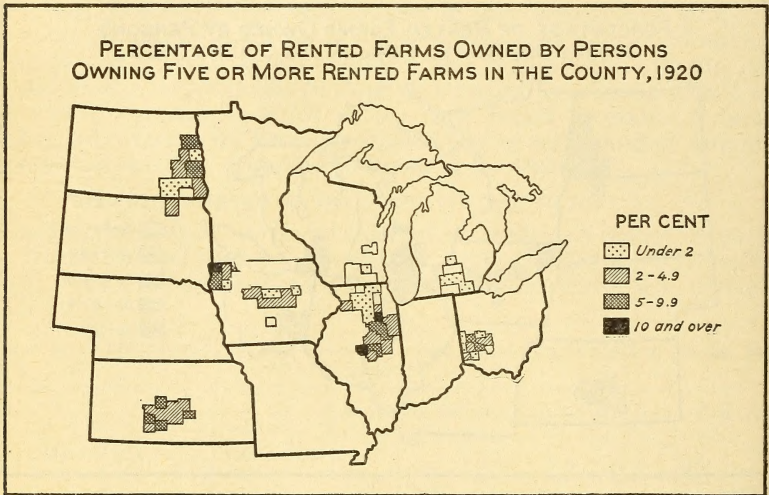 PERCENTAGE OF RENTED FARMS OWNED BY PERSONS
OWNING FIVE OR MORE RENTED FARMS IN THE COUNTY, 1920
PER CENT
Under 2
2-4.9
5-9.9
10 and over